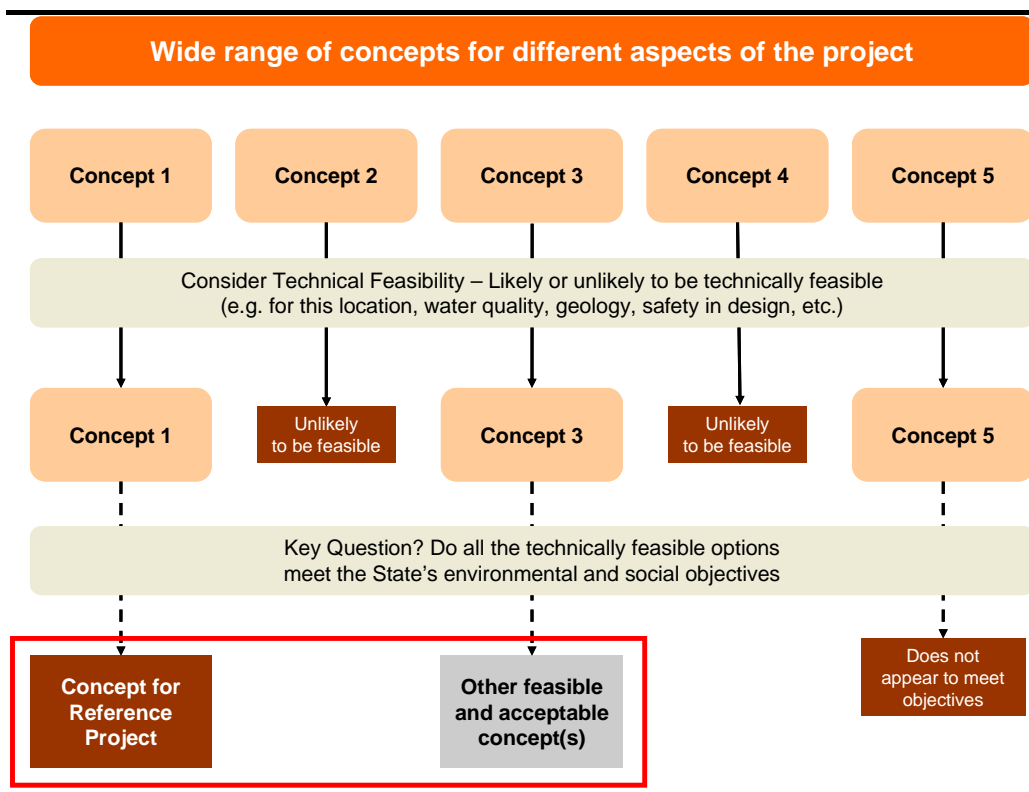 Wide range of concepts for different aspects of the project
Concept 1
Concept 2
Concept 3
Concept 4
Concept 5
Consider Technical Feasibility – Likely or unlikely to be technically feasible
(e.g. for this location, water quality, geology, safety in design, etc.)
Concept 1
Unlikely
to be feasible
Concept 3
Unlikely
to be feasible
Concept 5
Key Question? Do all the technically feasible options
meet the State’s environmental and social objectives
Concept for
Reference
Project
Other feasible
and acceptable
concept(s)
Does not
appear to meet
objectives